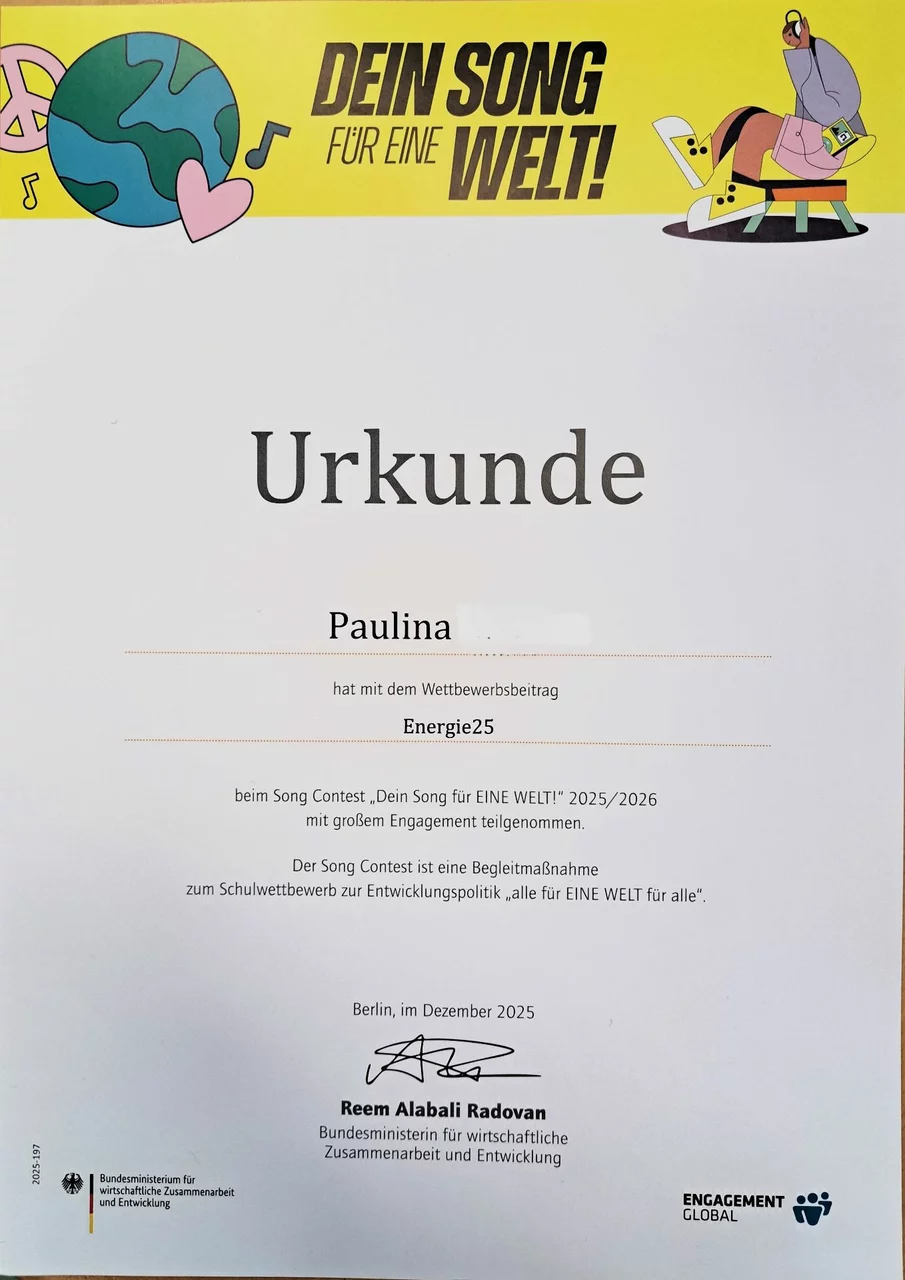 DEIN SONG
FÜR EINE WELT!
Urkunde
Paulina
hat mit dem Wettbewerbsbeitrag
Energie25
beim Song Contest „Dein Song für EINE WELT!“ 2025/2026
mit großem Engagement teilgenommen.
Der Song Contest ist eine Begleitmaßnahme
zum Schulwettbewerb zur Entwicklungspolitik „alle für EINE WELT für alle“.
Berlin, im Dezember 2025
Reem Alabali Radovan
Bundesministerin für wirtschaftliche
Zusammenarbeit und Entwicklung
2025-197
Bundesministerium für
wirtschaftliche Zusammenarbeit
und Entwicklung
ENGAGEMENT
GLOBAL